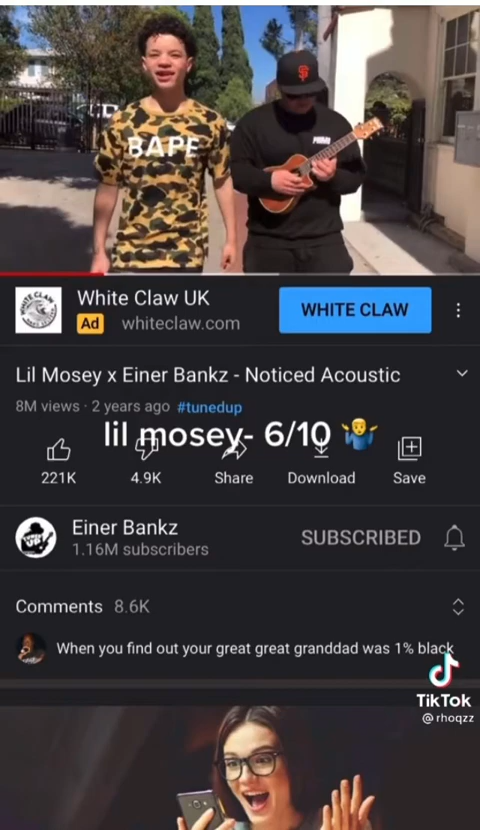 BAPE
White Claw UK
Ad whiteclaw.com
WHITE CLAW
Lil Mosey x Einer Bankz - Noticed Acoustic
8M views · 2 years ago #tunedup
lil mosey- 6/10 🤷‍♂️
221K 4.9K Share Download Save
Einer Bankz
1.16M subscribers
SUBSCRIBED
Comments 8.6K
When you find out your great great granddad was 1% black
TikTok
@rhoqzz